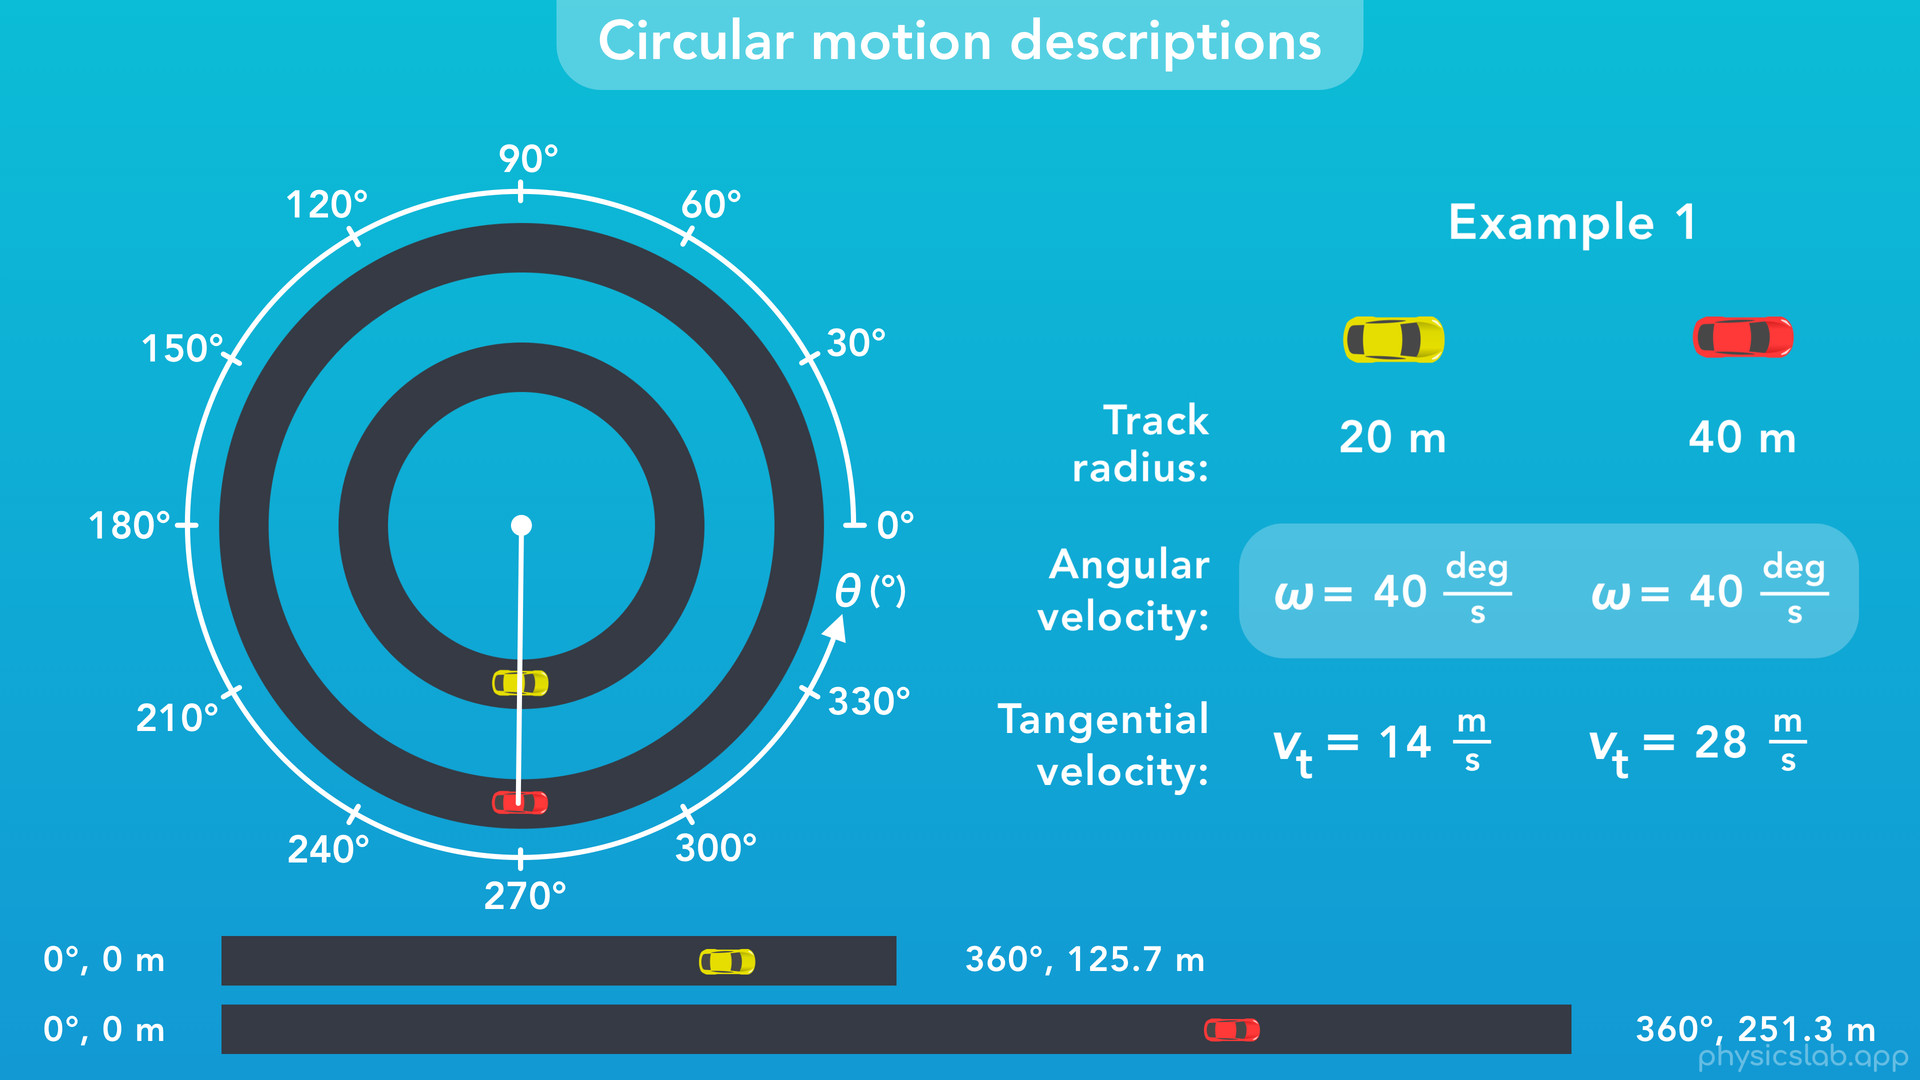 Circular motion descriptions
90°
120°
60°
150°
30°
180°
0°
θ (°)
210°
330°
240°
300°
270°
Example 1
Track
radius:
20 m
40 m
Angular
velocity:
ω = 40 deg/s
ω = 40 deg/s
Tangential
velocity:
vt = 14 m/s
vt = 28 m/s
0°, 0 m
360°, 125.7 m
0°, 0 m
360°, 251.3 m
physicslab.app